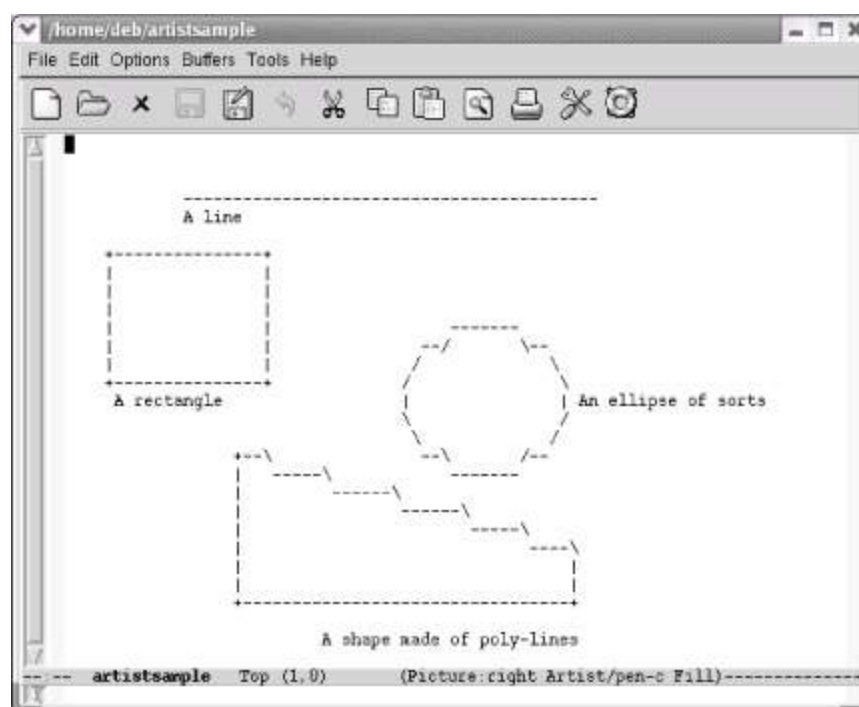 /home/deb/artistsample
File Edit Options Buffers Tools Help
A line
A rectangle
An ellipse of sorts
A shape made of poly-lines
--:-- artistsample Top (1,0) (Picture:right Artist/pen-c Fill)--------------